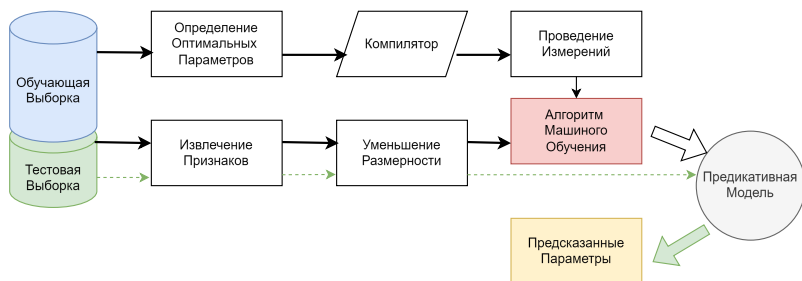 Обучающая
Выборка
Тестовая
Выборка
Определение
Оптимальных
Параметров
Компилятор
Проведение
Измерений
Извлечение
Признаков
Уменьшение
Размерности
Алгоритм
Машиного
Обучения
Предикативная
Модель
Предсказанные
Параметры